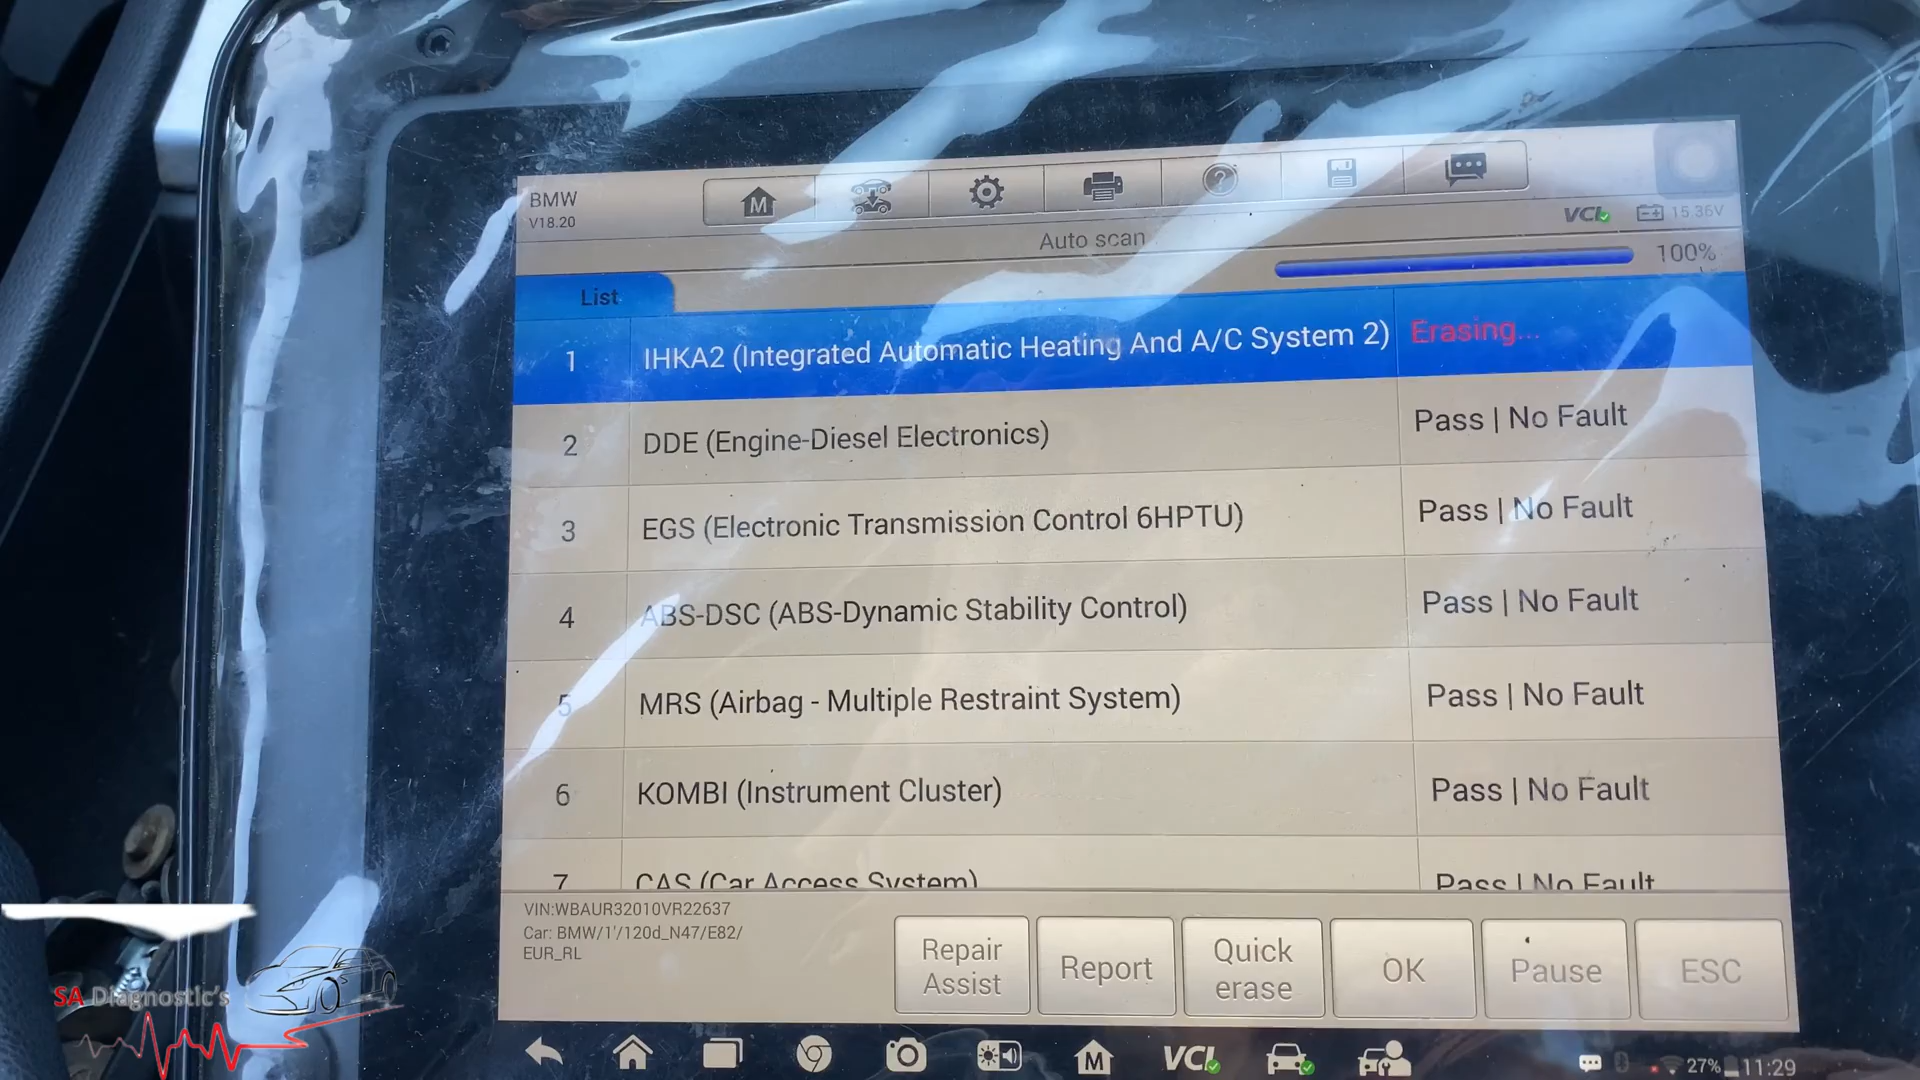 BMW
V18.20
M
?
VCI
15.36V
Auto scan
100%
List
1 IHKA2 (Integrated Automatic Heating And A/C System 2) Erasing...
2 DDE (Engine-Diesel Electronics) Pass | No Fault
3 EGS (Electronic Transmission Control 6HPTU) Pass | No Fault
4 ABS-DSC (ABS-Dynamic Stability Control) Pass | No Fault
5 MRS (Airbag - Multiple Restraint System) Pass | No Fault
6 KOMBI (Instrument Cluster) Pass | No Fault
7 CAS (Car Access System) Pass | No Fault
VIN:WBAUR32010VR22637
Car: BMW/1'/120d_N47/E82/
EUR_RL
Repair
Assist
Report
Quick
erase
OK
Pause
ESC
SA Diagnostic's
M
VCI
27%
11:29